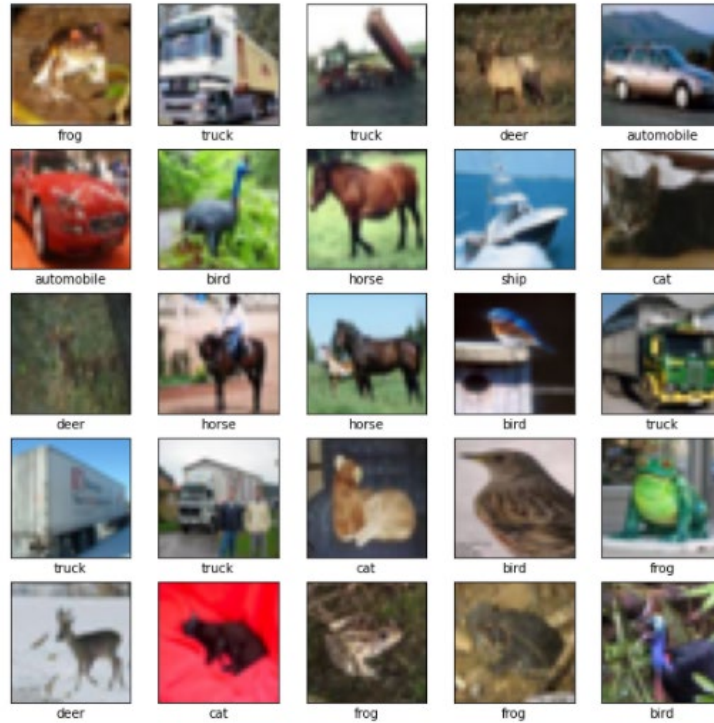 frog truck truck deer automobile
automobile bird horse ship cat
deer horse horse bird truck
truck truck cat bird frog
deer cat frog frog bird